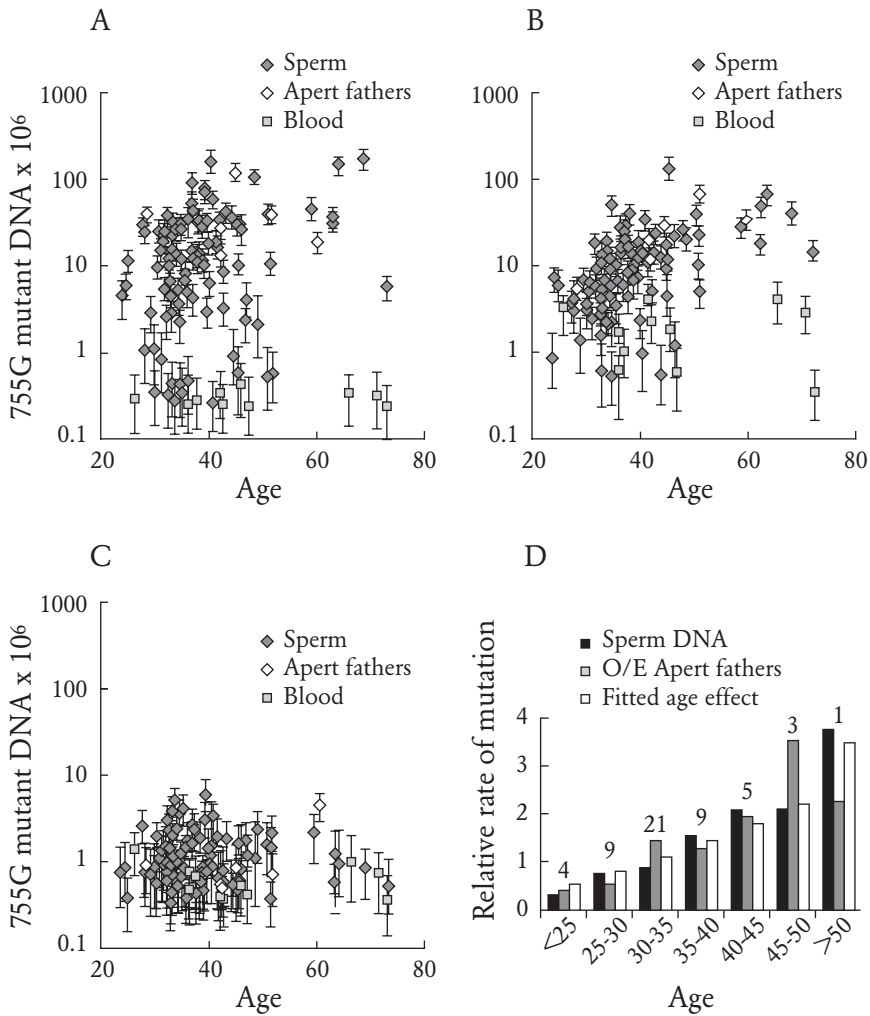 A
Sperm
Apert fathers
Blood
755G mutant DNA x 10⁶
1000
100
10
1
0.1
20
40
60
80
Age
B
Sperm
Apert fathers
Blood
1000
100
10
1
0.1
20
40
60
80
Age
C
Sperm
Apert fathers
Blood
755G mutant DNA x 10⁶
1000
100
10
1
0.1
20
40
60
80
Age
D
Sperm DNA
O/E Apert fathers
Fitted age effect
Relative rate of mutation
4
3
2
1
0
4
9
21
9
5
3
1
<25
25-30
30-35
35-40
40-45
45-50
>50
Age